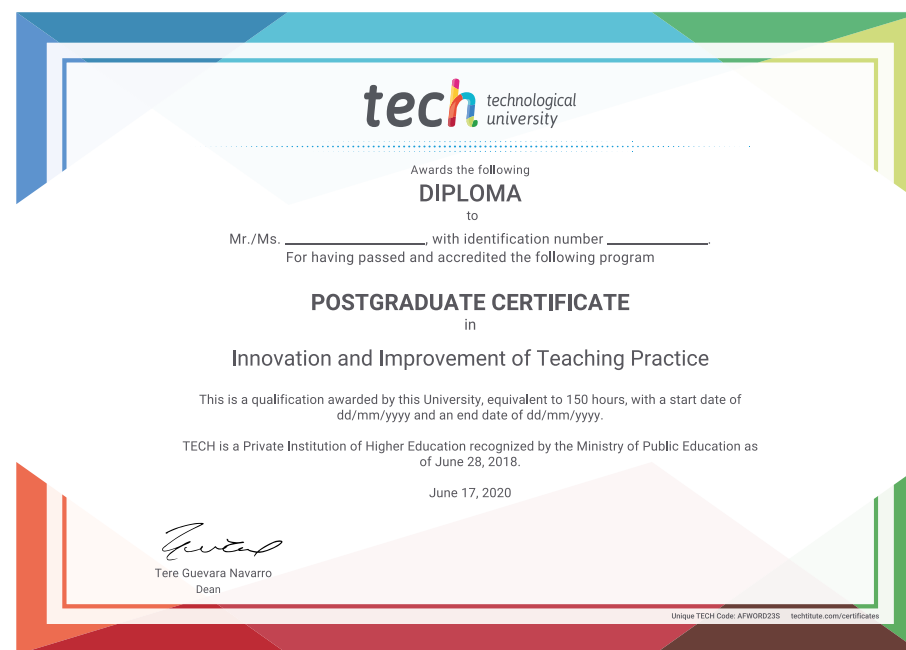 tech technological
university
Awards the following
DIPLOMA
to
Mr./Ms. ____________, with identification number ____________.
For having passed and accredited the following program
POSTGRADUATE CERTIFICATE
in
Innovation and Improvement of Teaching Practice
This is a qualification awarded by this University, equivalent to 150 hours, with a start date of
dd/mm/yyyy and an end date of dd/mm/yyyy.
TECH is a Private Institution of Higher Education recognized by the Ministry of Public Education as
of June 28, 2018.
June 17, 2020
Tere Guevara Navarro
Dean
Unique TECH Code: AFWORD23S techtitute.com/certificates